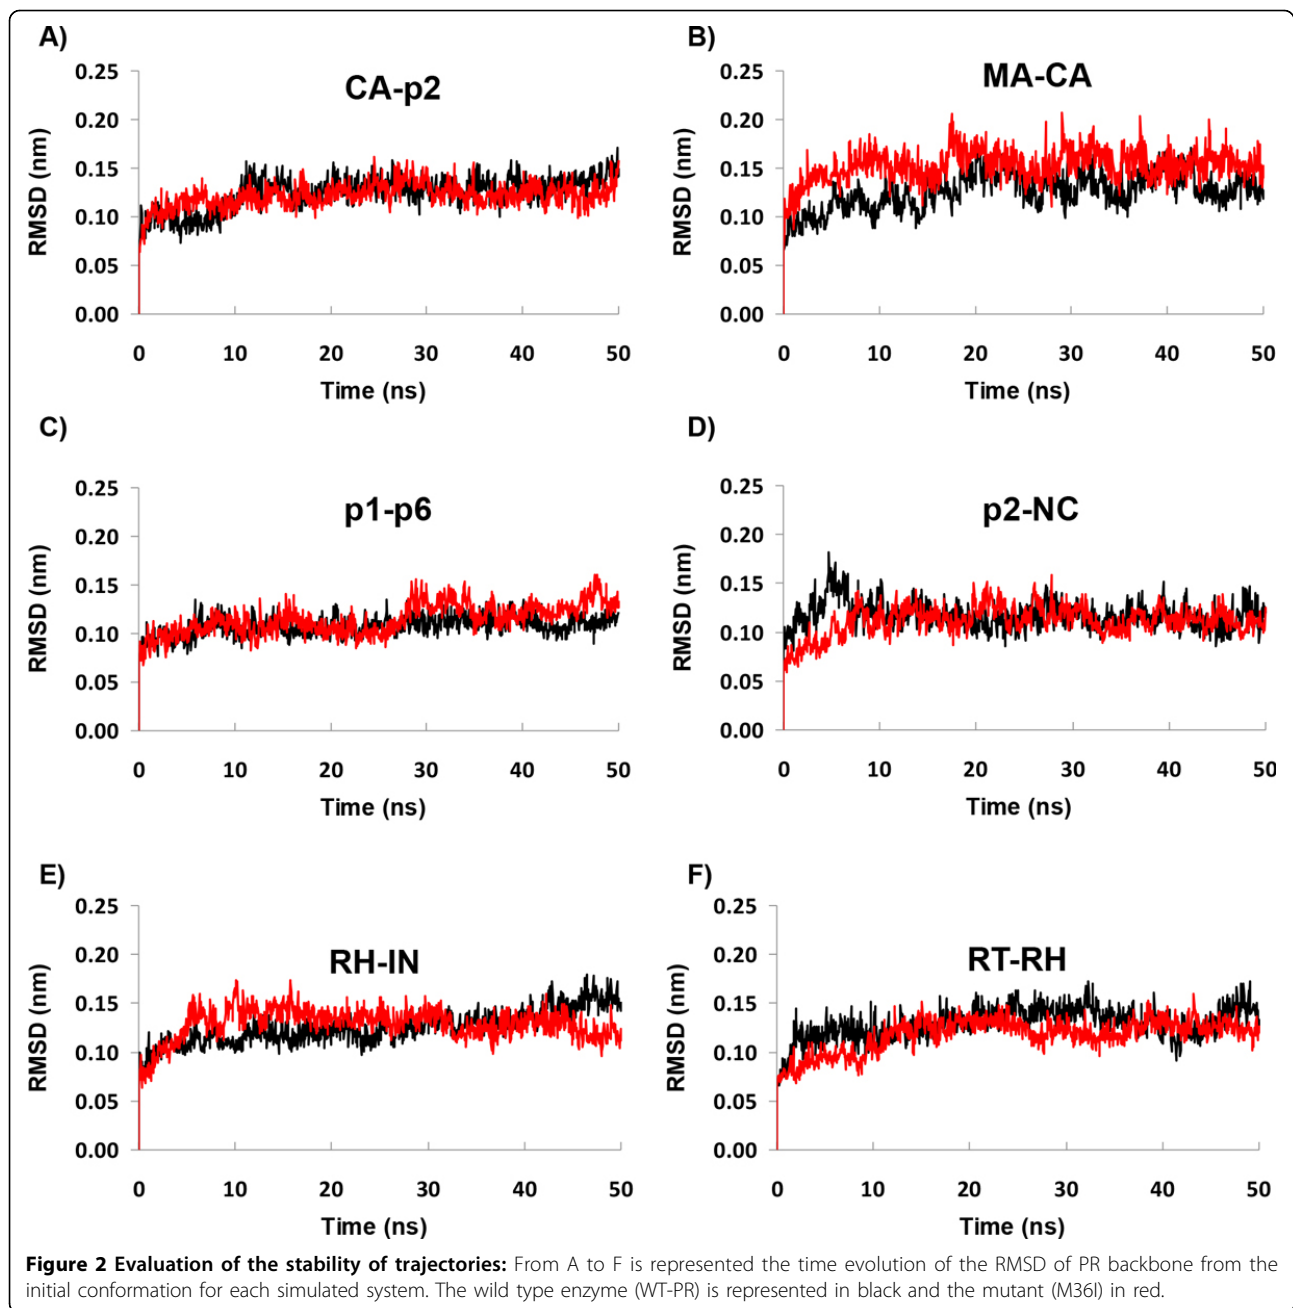 A)
CA-p2
RMSD (nm)
0.25
0.20
0.15
0.10
0.05
0.00
0 10 20 30 40 50
Time (ns)
B)
MA-CA
RMSD (nm)
0.25
0.20
0.15
0.10
0.05
0.00
0 10 20 30 40 50
Time (ns)
C)
p1-p6
RMSD (nm)
0.25
0.20
0.15
0.10
0.05
0.00
0 10 20 30 40 50
Time (ns)
D)
p2-NC
RMSD (nm)
0.25
0.20
0.15
0.10
0.05
0.00
0 10 20 30 40 50
Time (ns)
E)
RH-IN
RMSD (nm)
0.25
0.20
0.15
0.10
0.05
0.00
0 10 20 30 40 50
Time (ns)
F)
RT-RH
RMSD (nm)
0.25
0.20
0.15
0.10
0.05
0.00
0 10 20 30 40 50
Time (ns)
Figure 2 Evaluation of the stability of trajectories: From A to F is represented the time evolution of the RMSD of PR backbone from the
initial conformation for each simulated system. The wild type enzyme (WT-PR) is represented in black and the mutant (M36I) in red.